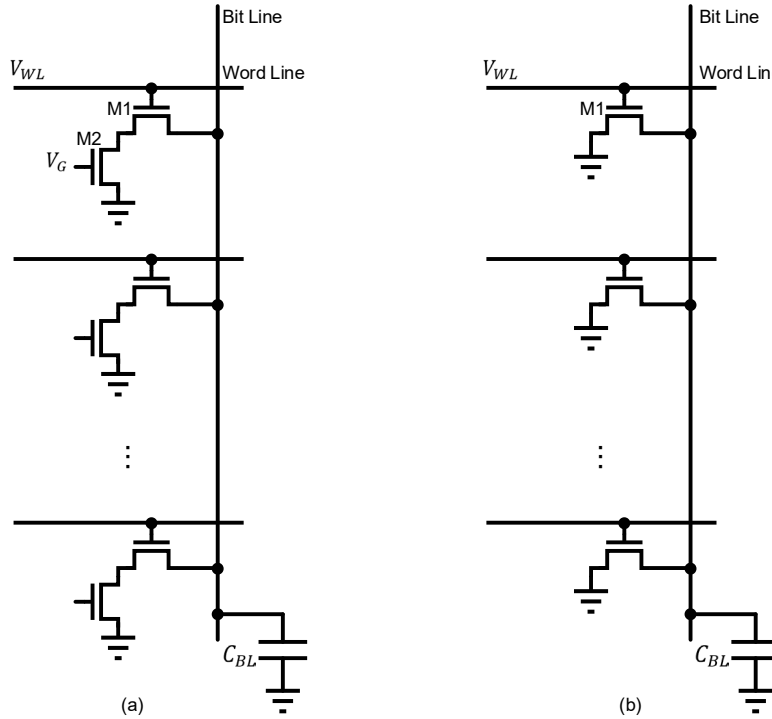 Bit Line
V_WL
Word Line
M1
M2
V_G
⋮
C_BL
(a)
Bit Line
V_WL
Word Lin
M1
⋮
C_BL
(b)